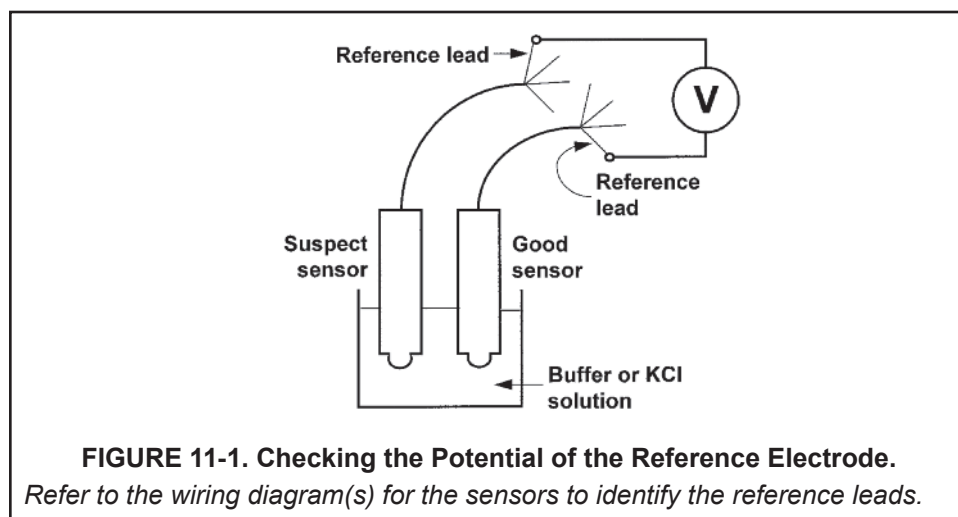 Reference lead
V
Reference
lead
Suspect
sensor
Good
sensor
Buffer or KCl
solution
FIGURE 11-1. Checking the Potential of the Reference Electrode.
Refer to the wiring diagram(s) for the sensors to identify the reference leads.